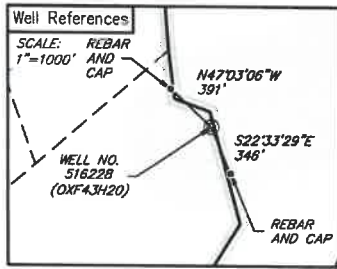 Well References
SCALE:
1"=1000'
REBAR
AND
CAP
N47°03'06"W
391'
S22°33'29"E
346'
WELL NO.
516228
(OXF43H20)
REBAR
AND CAP